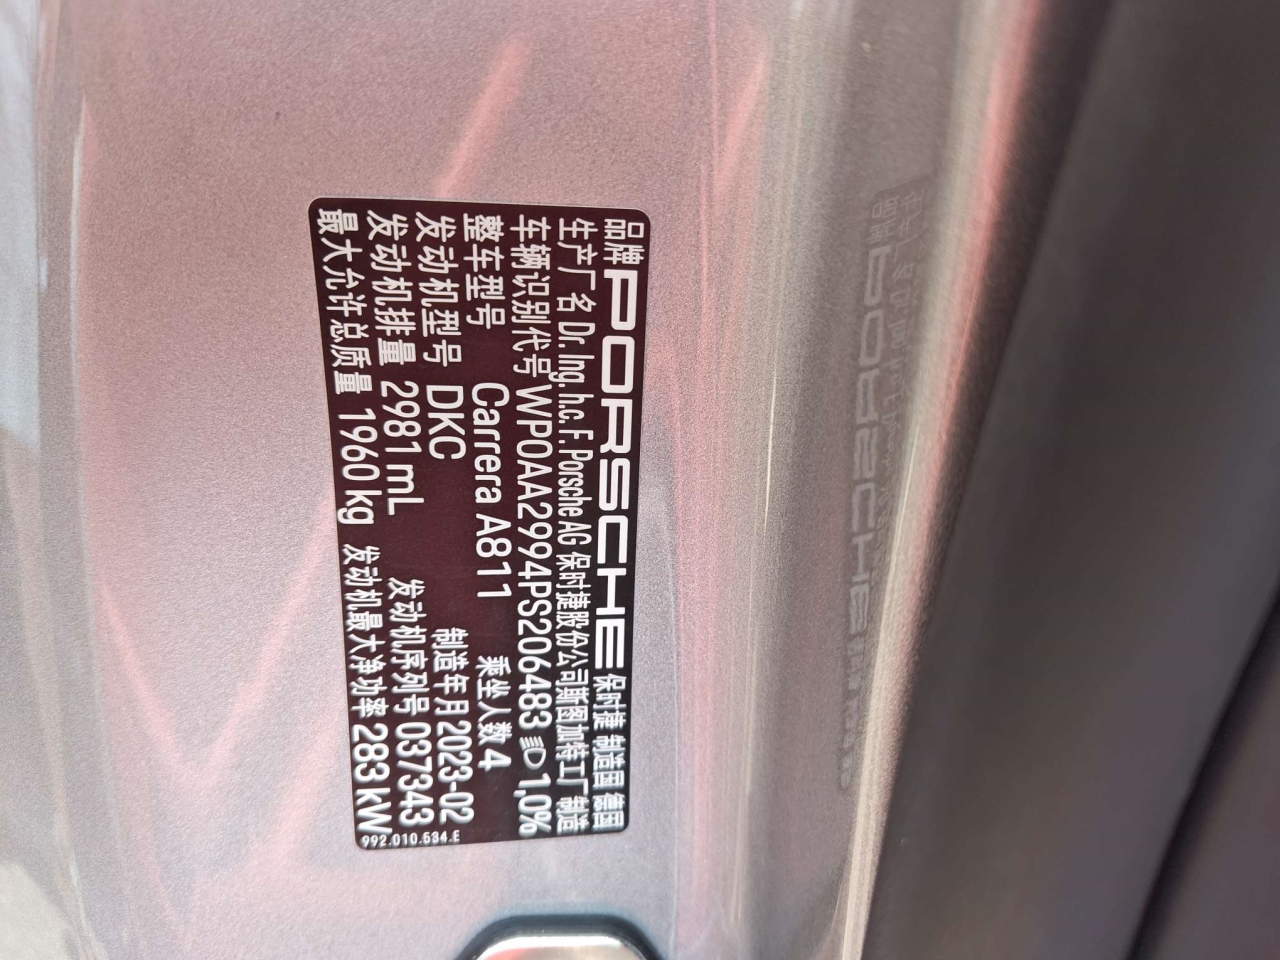 品牌 PORSCHE 保时捷 制造国 德国
生产厂名 Dr. Ing. h.c. F. Porsche AG 保时捷股份公司斯图加特工厂 制造
车辆识别代号 WP0AA2994PS206483 1,0%
整车型号 Carrera A811 乘坐人数 4
发动机型号 DKC 制造年月 2023-02
发动机排量 2981 mL 发动机序列号 037343
最大允许总质量 1960 kg 发动机最大净功率 283 kW
992.010.534.E